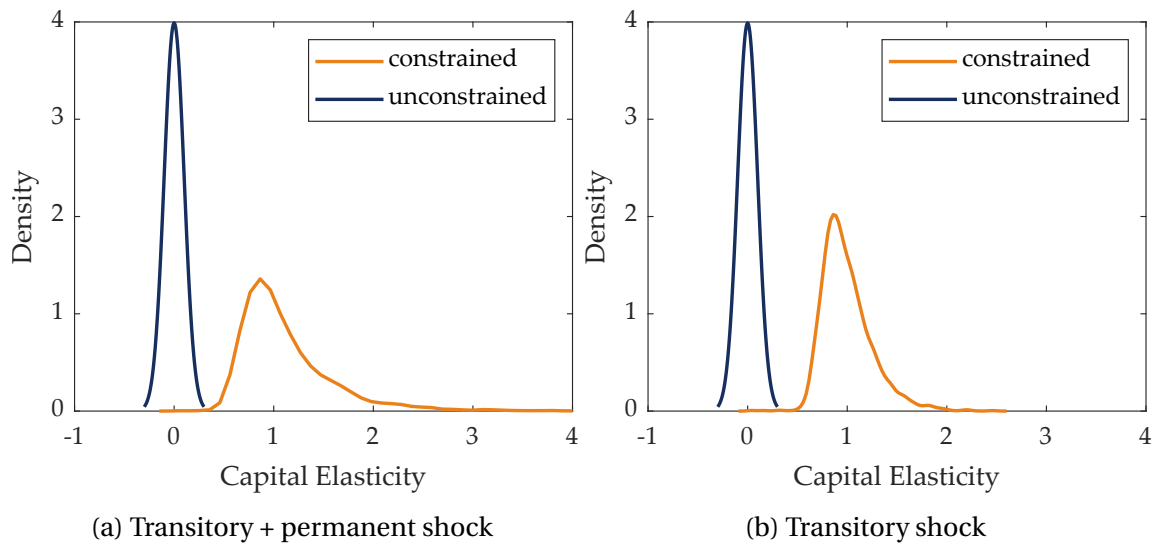 4
3
2
1
0
Density
constrained
unconstrained
-1 0 1 2 3 4
Capital Elasticity
(a) Transitory + permanent shock
4
3
2
1
0
Density
constrained
unconstrained
-1 0 1 2 3 4
Capital Elasticity
(b) Transitory shock